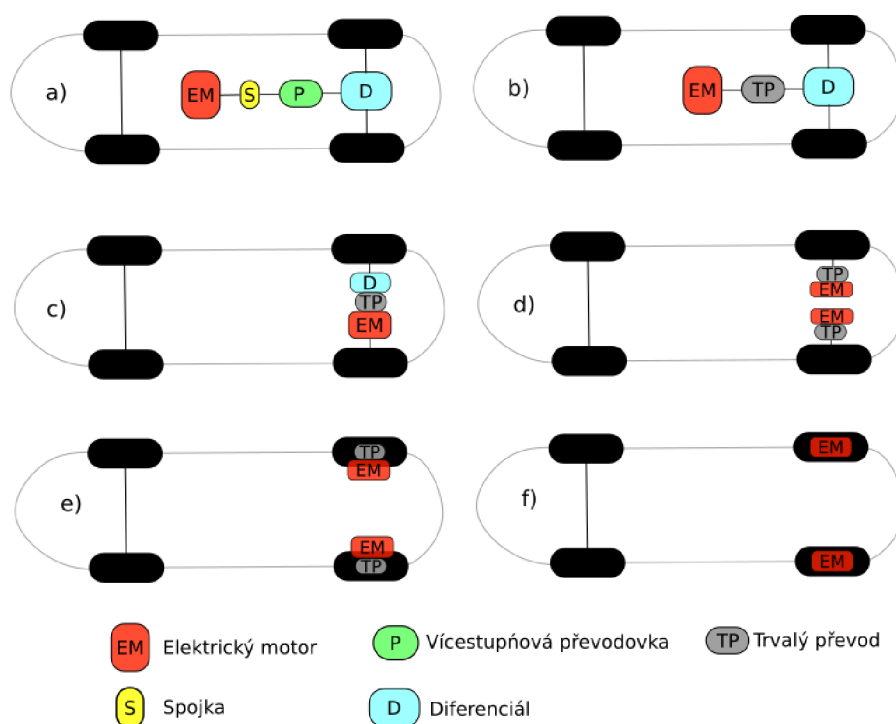 a) EM S P D
b) EM TP D
c) D
TP
EM
d) TP
EM
EM
TP
e) TP
EM
EM
TP
f) EM
EM
EM Elektrický motor
P Vícestupńová převodovka
TP Trvalý převod
S Spojka
D Diferenciál